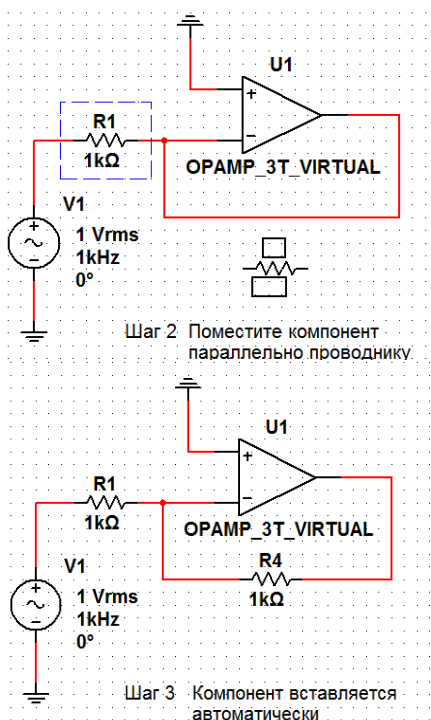 U1
+
R1
1kΩ
−
OPAMP_3T_VIRTUAL
V1
1 Vrms
1kHz
0°
Шаг 2 Поместите компонент
параллельно проводнику
U1
+
R1
1kΩ
−
OPAMP_3T_VIRTUAL
R4
1kΩ
V1
1 Vrms
1kHz
0°
Шаг 3 Компонент вставляется
автоматически